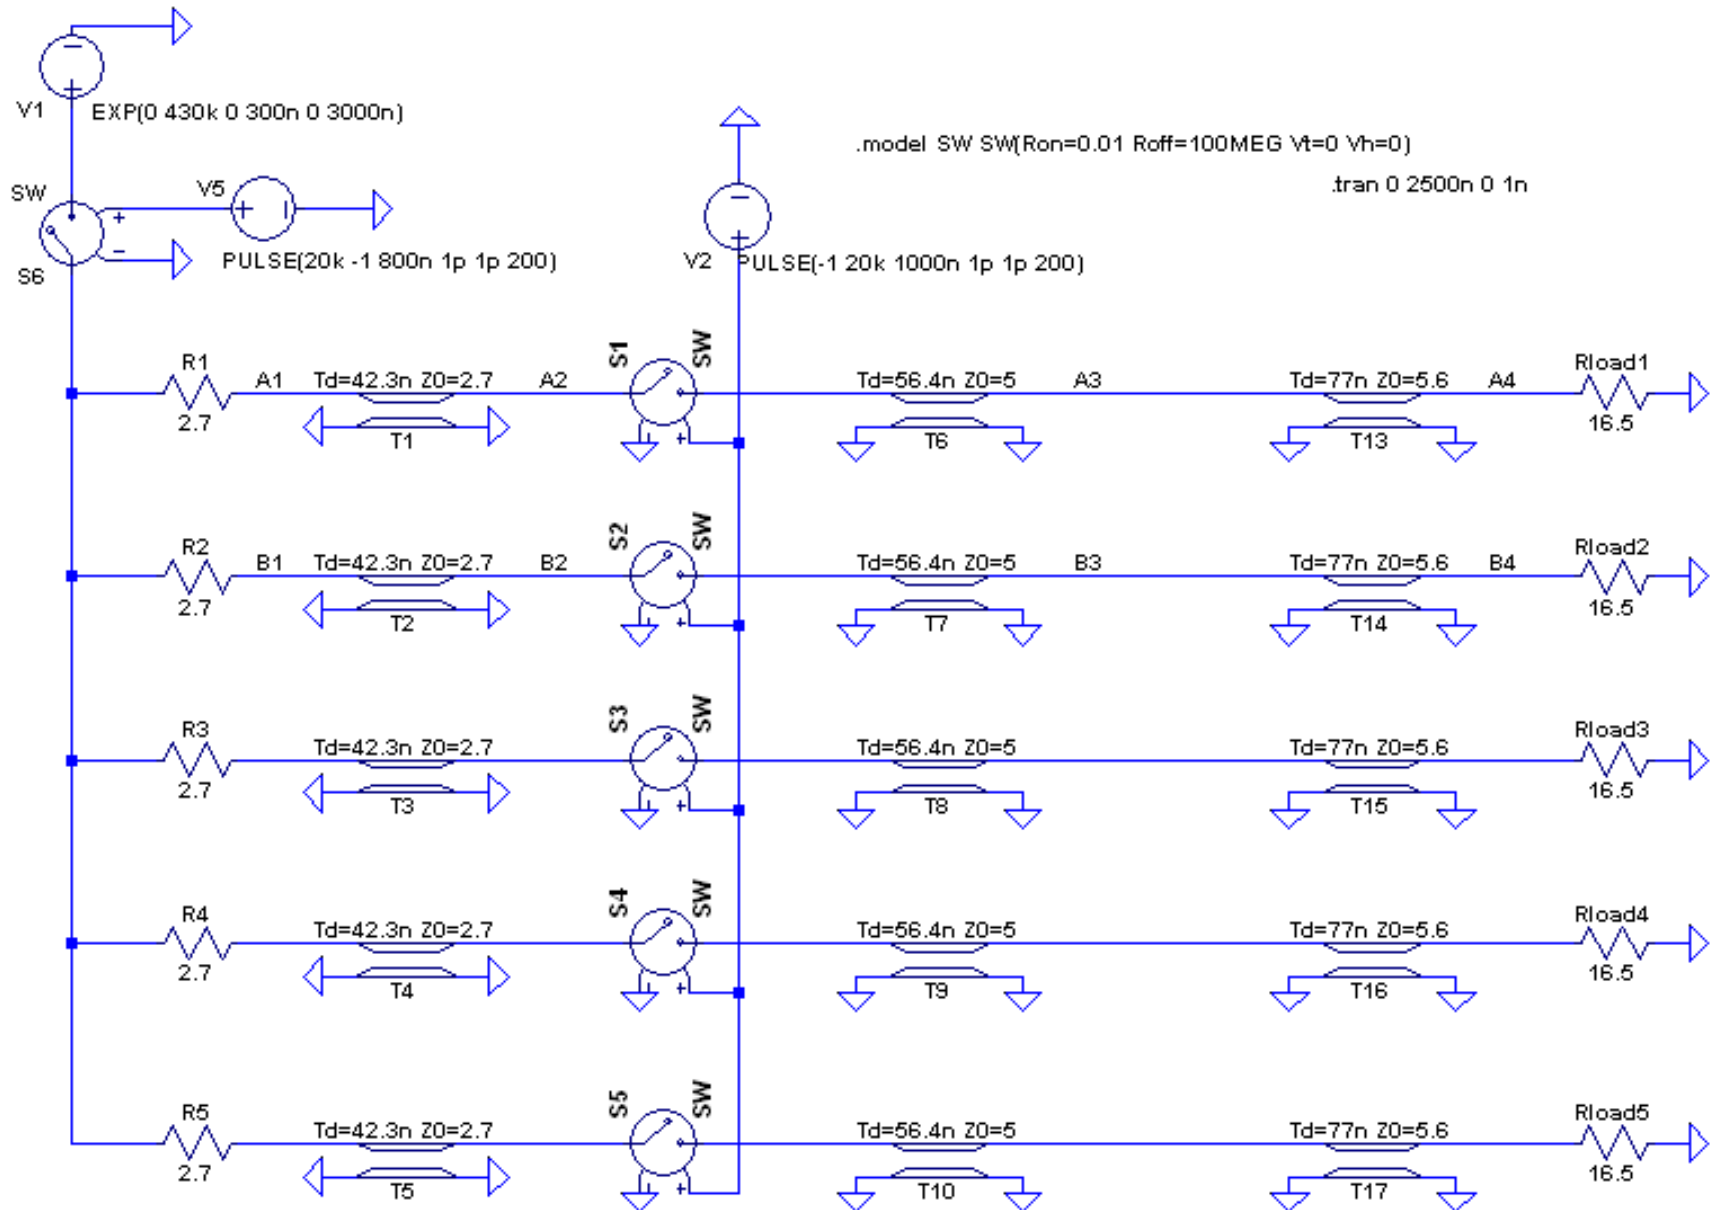 V1
EXP(0 430k 0 300n 0 3000n)
.model SW SW(Ron=0.01 Roff=100MEG Vt=0 Vh=0)
.tran 0 2500n 0 1n
SW
V5
S6
PULSE(20k -1 800n 1p 1p 200)
V2
PULSE(-1 20k 1000n 1p 1p 200)
R1
2.7
A1
Td=42.3n Z0=2.7
T1
A2
S1
SW
Td=56.4n Z0=5
T6
A3
Td=77n Z0=5.6
T13
A4
Rload1
16.5
R2
2.7
B1
Td=42.3n Z0=2.7
T2
B2
S2
SW
Td=56.4n Z0=5
T7
B3
Td=77n Z0=5.6
T14
B4
Rload2
16.5
R3
2.7
Td=42.3n Z0=2.7
T3
S3
SW
Td=56.4n Z0=5
T8
Td=77n Z0=5.6
T15
Rload3
16.5
R4
2.7
Td=42.3n Z0=2.7
T4
S4
SW
Td=56.4n Z0=5
T9
Td=77n Z0=5.6
T16
Rload4
16.5
R5
2.7
Td=42.3n Z0=2.7
T5
S5
SW
Td=56.4n Z0=5
T10
Td=77n Z0=5.6
T17
Rload5
16.5